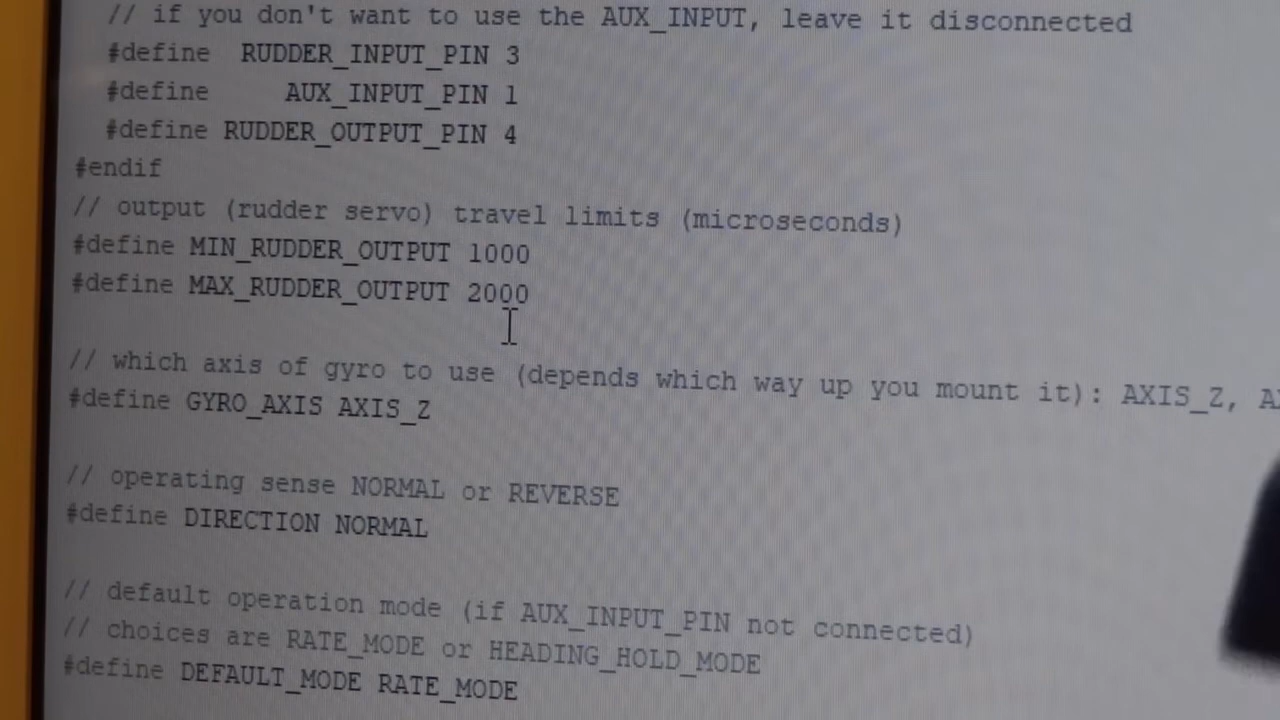 // if you don't want to use the AUX_INPUT, leave it disconnected
#define  RUDDER_INPUT_PIN 3
#define     AUX_INPUT_PIN 1
#define RUDDER_OUTPUT_PIN 4
#endif
// output (rudder servo) travel limits (microseconds)
#define MIN_RUDDER_OUTPUT 1000
#define MAX_RUDDER_OUTPUT 2000
// which axis of gyro to use (depends which way up you mount it): AXIS_Z,
#define GYRO_AXIS AXIS_Z
// operating sense NORMAL or REVERSE
#define DIRECTION NORMAL
// default operation mode (if AUX_INPUT_PIN not connected)
// choices are RATE_MODE or HEADING_HOLD_MODE
#define DEFAULT_MODE RATE_MODE